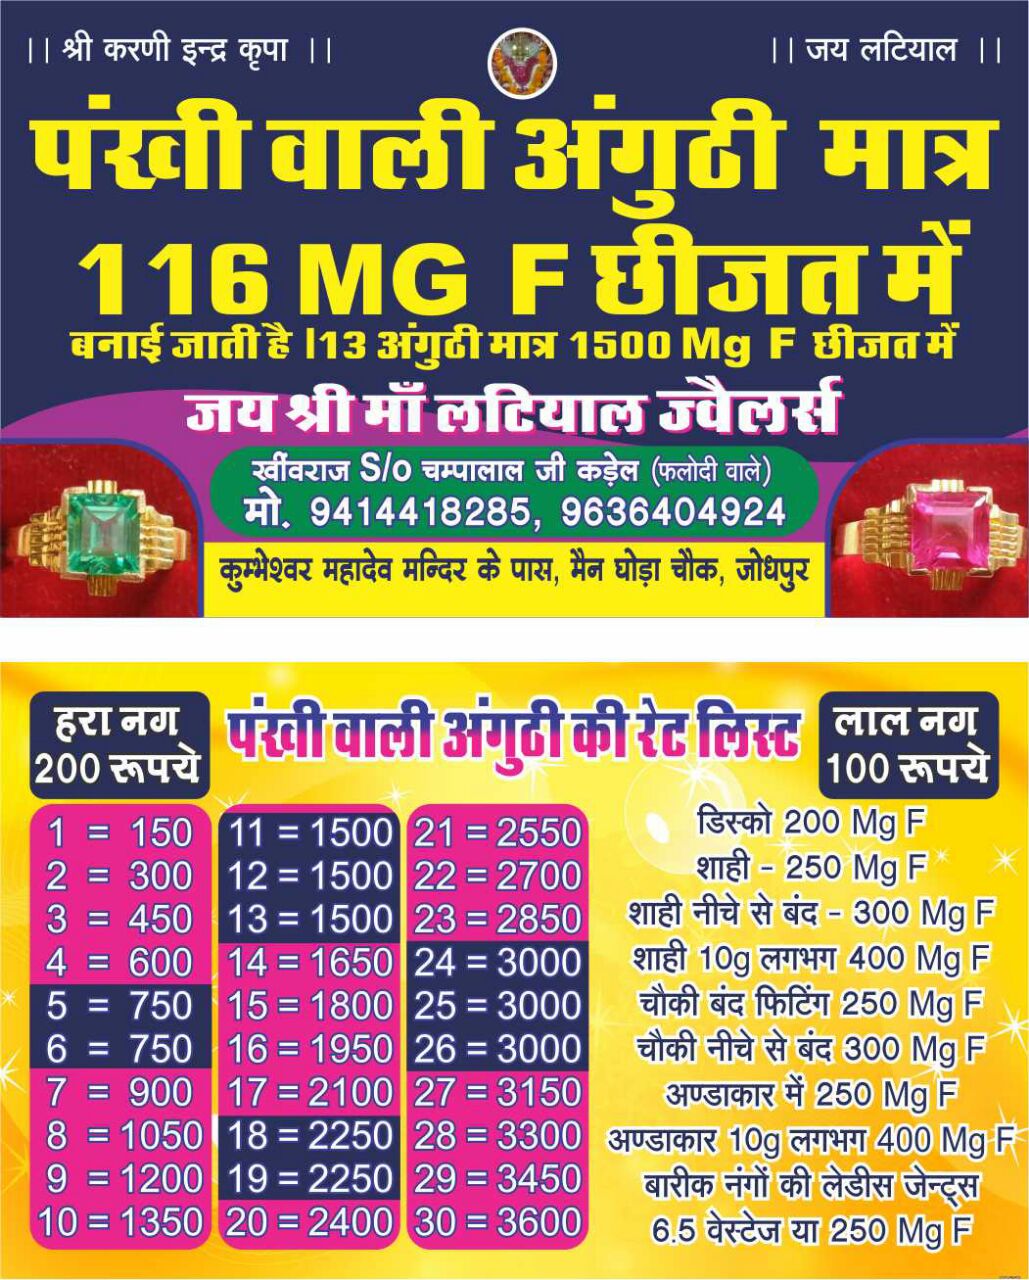 || श्री करणी इन्द्र कृपा ||
|| जय लटियाल ||
पंखी वाली अंगुठी मात्र
116 MG F छीजत में
बनाई जाती है ।13 अंगुठी मात्र 1500 Mg F छीजत में
जय श्री माँ लटियाल ज्वैलर्स
खींवराज S/o चम्पालाल जी कड़ेल (फलोदी वाले)
मो. 9414418285, 9636404924
कुम्भेश्वर महादेव मन्दिर के पास, मैन घोड़ा चौक, जोधपुर
हरा नग
200 रूपये
पंखी वाली अंगुठी की रेट लिस्ट
लाल नग
100 रूपये
1 = 150
2 = 300
3 = 450
4 = 600
5 = 750
6 = 750
7 = 900
8 = 1050
9 = 1200
10 = 1350
11 = 1500
12 = 1500
13 = 1500
14 = 1650
15 = 1800
16 = 1950
17 = 2100
18 = 2250
19 = 2250
20 = 2400
21 = 2550
22 = 2700
23 = 2850
24 = 3000
25 = 3000
26 = 3000
27 = 3150
28 = 3300
29 = 3450
30 = 3600
डिस्को 200 Mg F
शाही - 250 Mg F
शाही नीचे से बंद - 300 Mg F
शाही 10g लगभग 400 Mg F
चौकी बंद फिटिंग 250 Mg F
चौकी नीचे से बंद 300 Mg F
अण्डाकार में 250 Mg F
अण्डाकार 10g लगभग 400 Mg F
बारीक नंगों की लेडीस जेन्ट्स
6.5 वेस्टेज या 250 Mg F